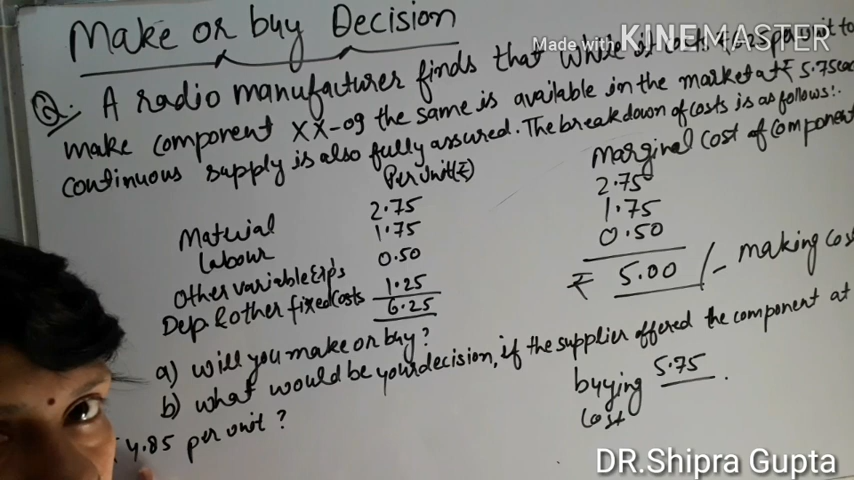 Make or buy Decision
Made with KINEMASTER
Q. A radio manufacturer finds that while it costs ₹ 6.25 per unit to
make component XX-09 the same is available in the market at ₹ 5.75 each
continuous supply is also fully assured. The breakdown of costs is as follows:
Per Unit (₹)
Marginal Cost of Component
Material 2.75 2.75
Labour 1.75 1.75
Other variable Exp's 0.50 0.50
Dep. & other fixed costs 1.25
6.25
₹ 5.00 /- making cos
a) Will you make or buy?
b) What would be your decision, if the supplier offered the component at
4.85 per unit?
buying 5.75
Cost
DR.Shipra Gupta